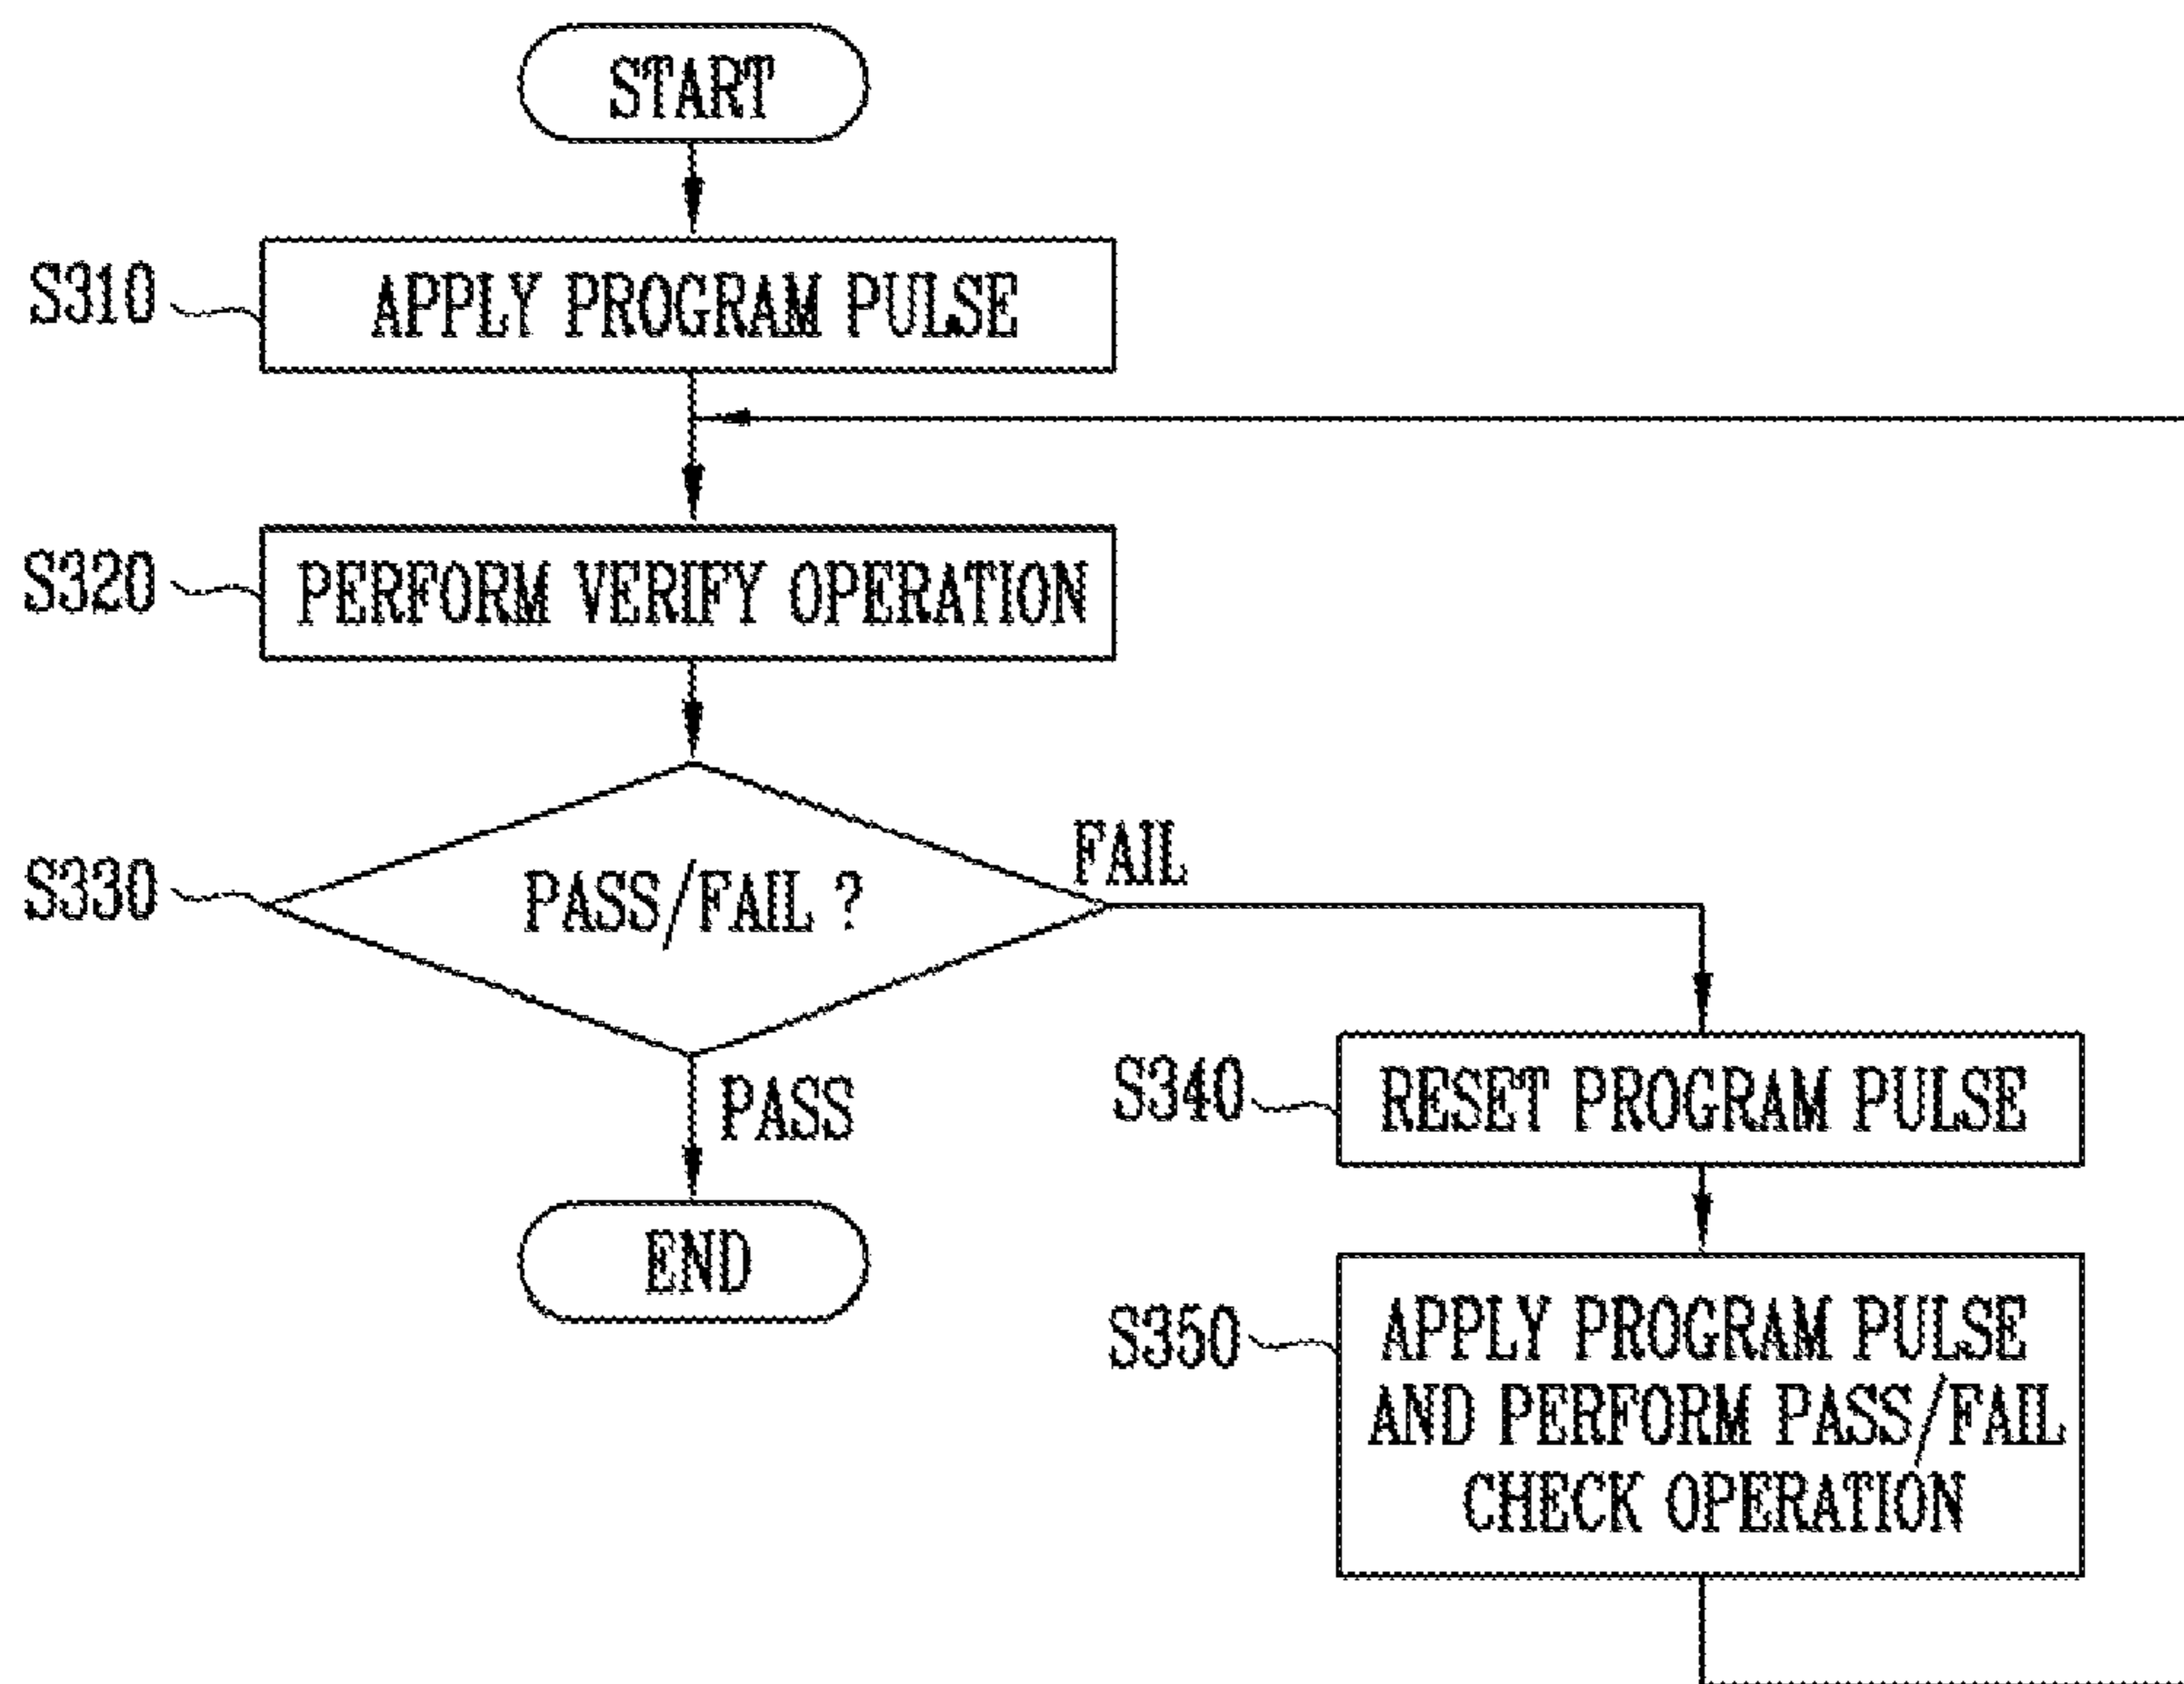 START
S310
APPLY PROGRAM PULSE
S320
PERFORM VERIFY OPERATION
S330
PASS/FAIL ?
FAIL
PASS
END
S340
RESET PROGRAM PULSE
S350
APPLY PROGRAM PULSE
AND PERFORM PASS/FAIL
CHECK OPERATION